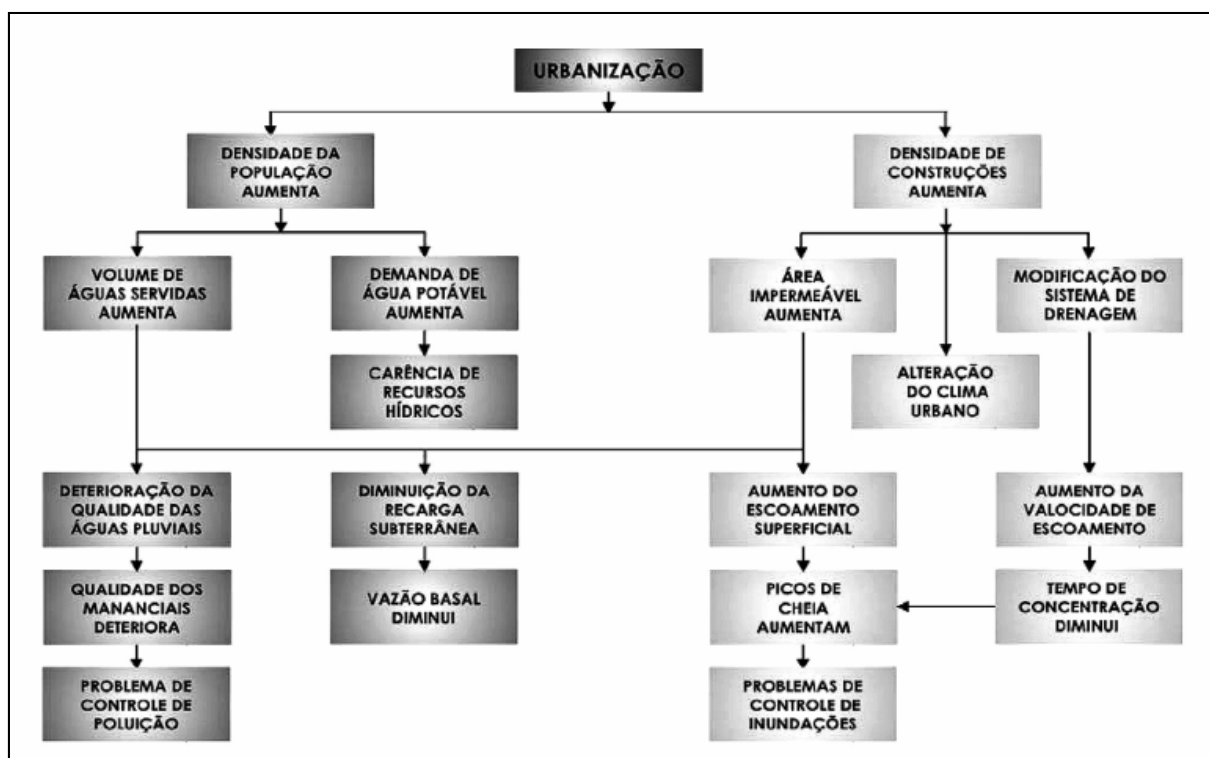 URBANIZAÇÃO
DENSIDADE DA
POPULAÇÃO
AUMENTA
DENSIDADE DE
CONSTRUÇÕES
AUMENTA
VOLUME DE
ÁGUAS SERVIDAS
AUMENTA
DEMANDA DE
ÁGUA POTÁVEL
AUMENTA
ÁREA
IMPERMEÁVEL
AUMENTA
MODIFICAÇÃO DO
SISTEMA DE
DRENAGEM
CARÊNCIA DE
RECURSOS
HÍDRICOS
ALTERAÇÃO
DO CLIMA
URBANO
DETERIORAÇÃO DA
QUALIDADE DAS
ÁGUAS PLUVIAIS
DIMINUIÇÃO DA
RECARGA
SUBTERRÂNEA
AUMENTO DO
ESCOAMENTO
SUPERFICIAL
AUMENTO DA
VALOCIDADE DE
ESCOAMENTO
QUALIDADE DOS
MANANCIAIS
DETERIORA
VAZÃO BASAL
DIMINUI
PICOS DE
CHEIA
AUMENTAM
TEMPO DE
CONCENTRAÇÃO
DIMINUI
PROBLEMA DE
CONTROLE DE
POLUIÇÃO
PROBLEMAS DE
CONTROLE DE
INUNDAÇÕES